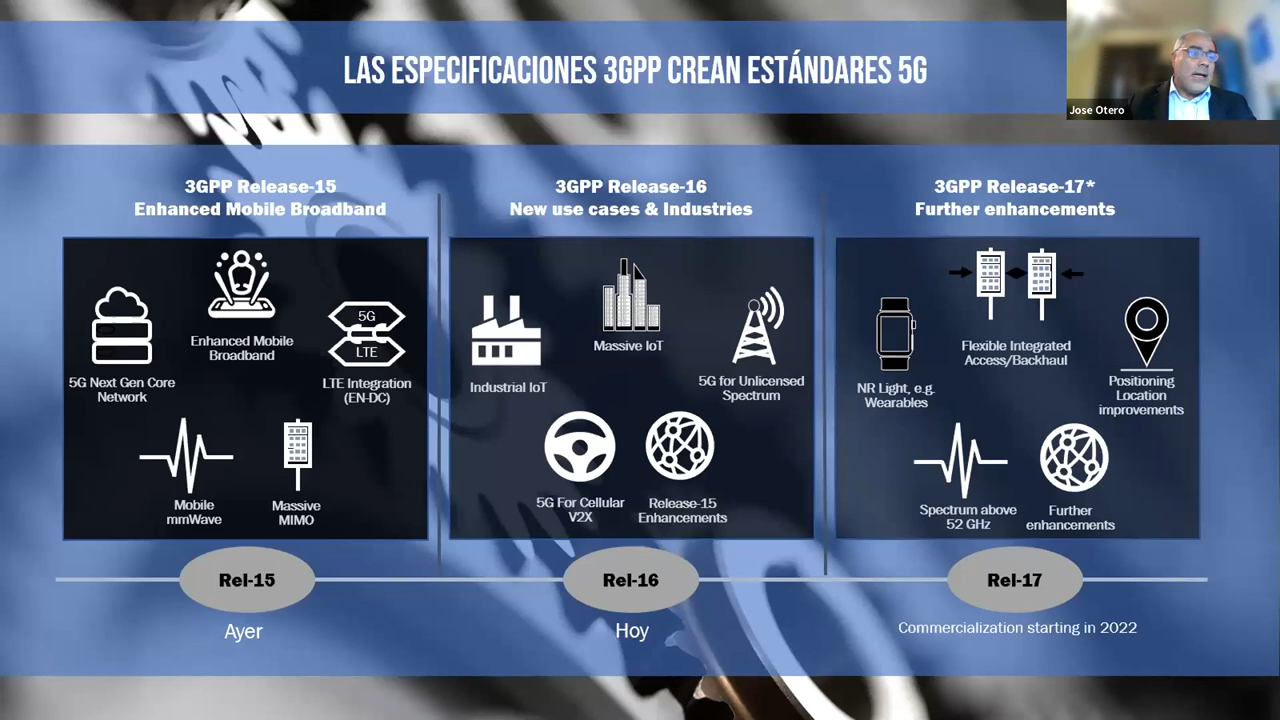 LAS ESPECIFICACIONES 3GPP CREAN ESTÁNDARES 5G
Jose Otero
3GPP Release-15
Enhanced Mobile Broadband
5G Next Gen Core
Network
Enhanced Mobile
Broadband
5G
LTE
LTE Integration
(EN-DC)
Mobile
mmWave
Massive
MIMO
3GPP Release-16
New use cases & Industries
Industrial IoT
Massive IoT
5G for Unlicensed
Spectrum
5G For Cellular
V2X
Release-15
Enhancements
3GPP Release-17*
Further enhancements
NR Light, e.g.
Wearables
Flexible Integrated
Access/Backhaul
Positioning
Location
improvements
Spectrum above
52 GHz
Further
enhancements
Rel-15
Rel-16
Rel-17
Ayer
Hoy
Commercialization starting in 2022